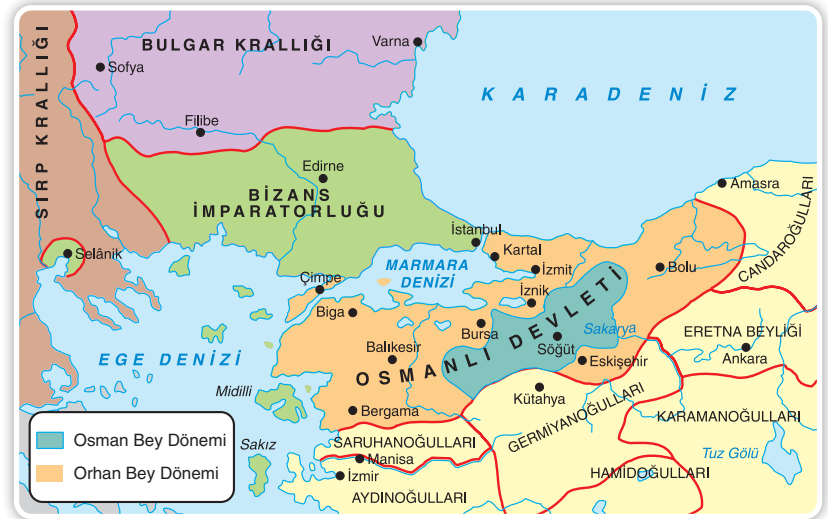 BULGAR KRALLIĞI
Varna
Sofya
SIRP KRALLIĞI
Filibe
KARADENİZ
Edirne
BİZANS
İMPARATORLUĞU
Amasra
İstanbul
Kartal
Selânik
MARMARA
DENİZİ
İzmit
Bolu
CANDAROĞULLARI
Çimpe
İznik
Biga
Bursa
OSMANLI DEVLETİ
Sakarya
ERETNA BEYLİĞİ
Ankara
EGE DENİZİ
Balıkesir
Söğüt
Eskişehir
Midilli
Kütahya
Bergama
GERMİYANOĞULLARI
KARAMANOĞULLARI
Sakız
SARUHANOĞULLARI
Manisa
Tuz Gölü
İzmir
HAMİDOĞULLARI
AYDINOĞULLARI
Osman Bey Dönemi
Orhan Bey Dönemi